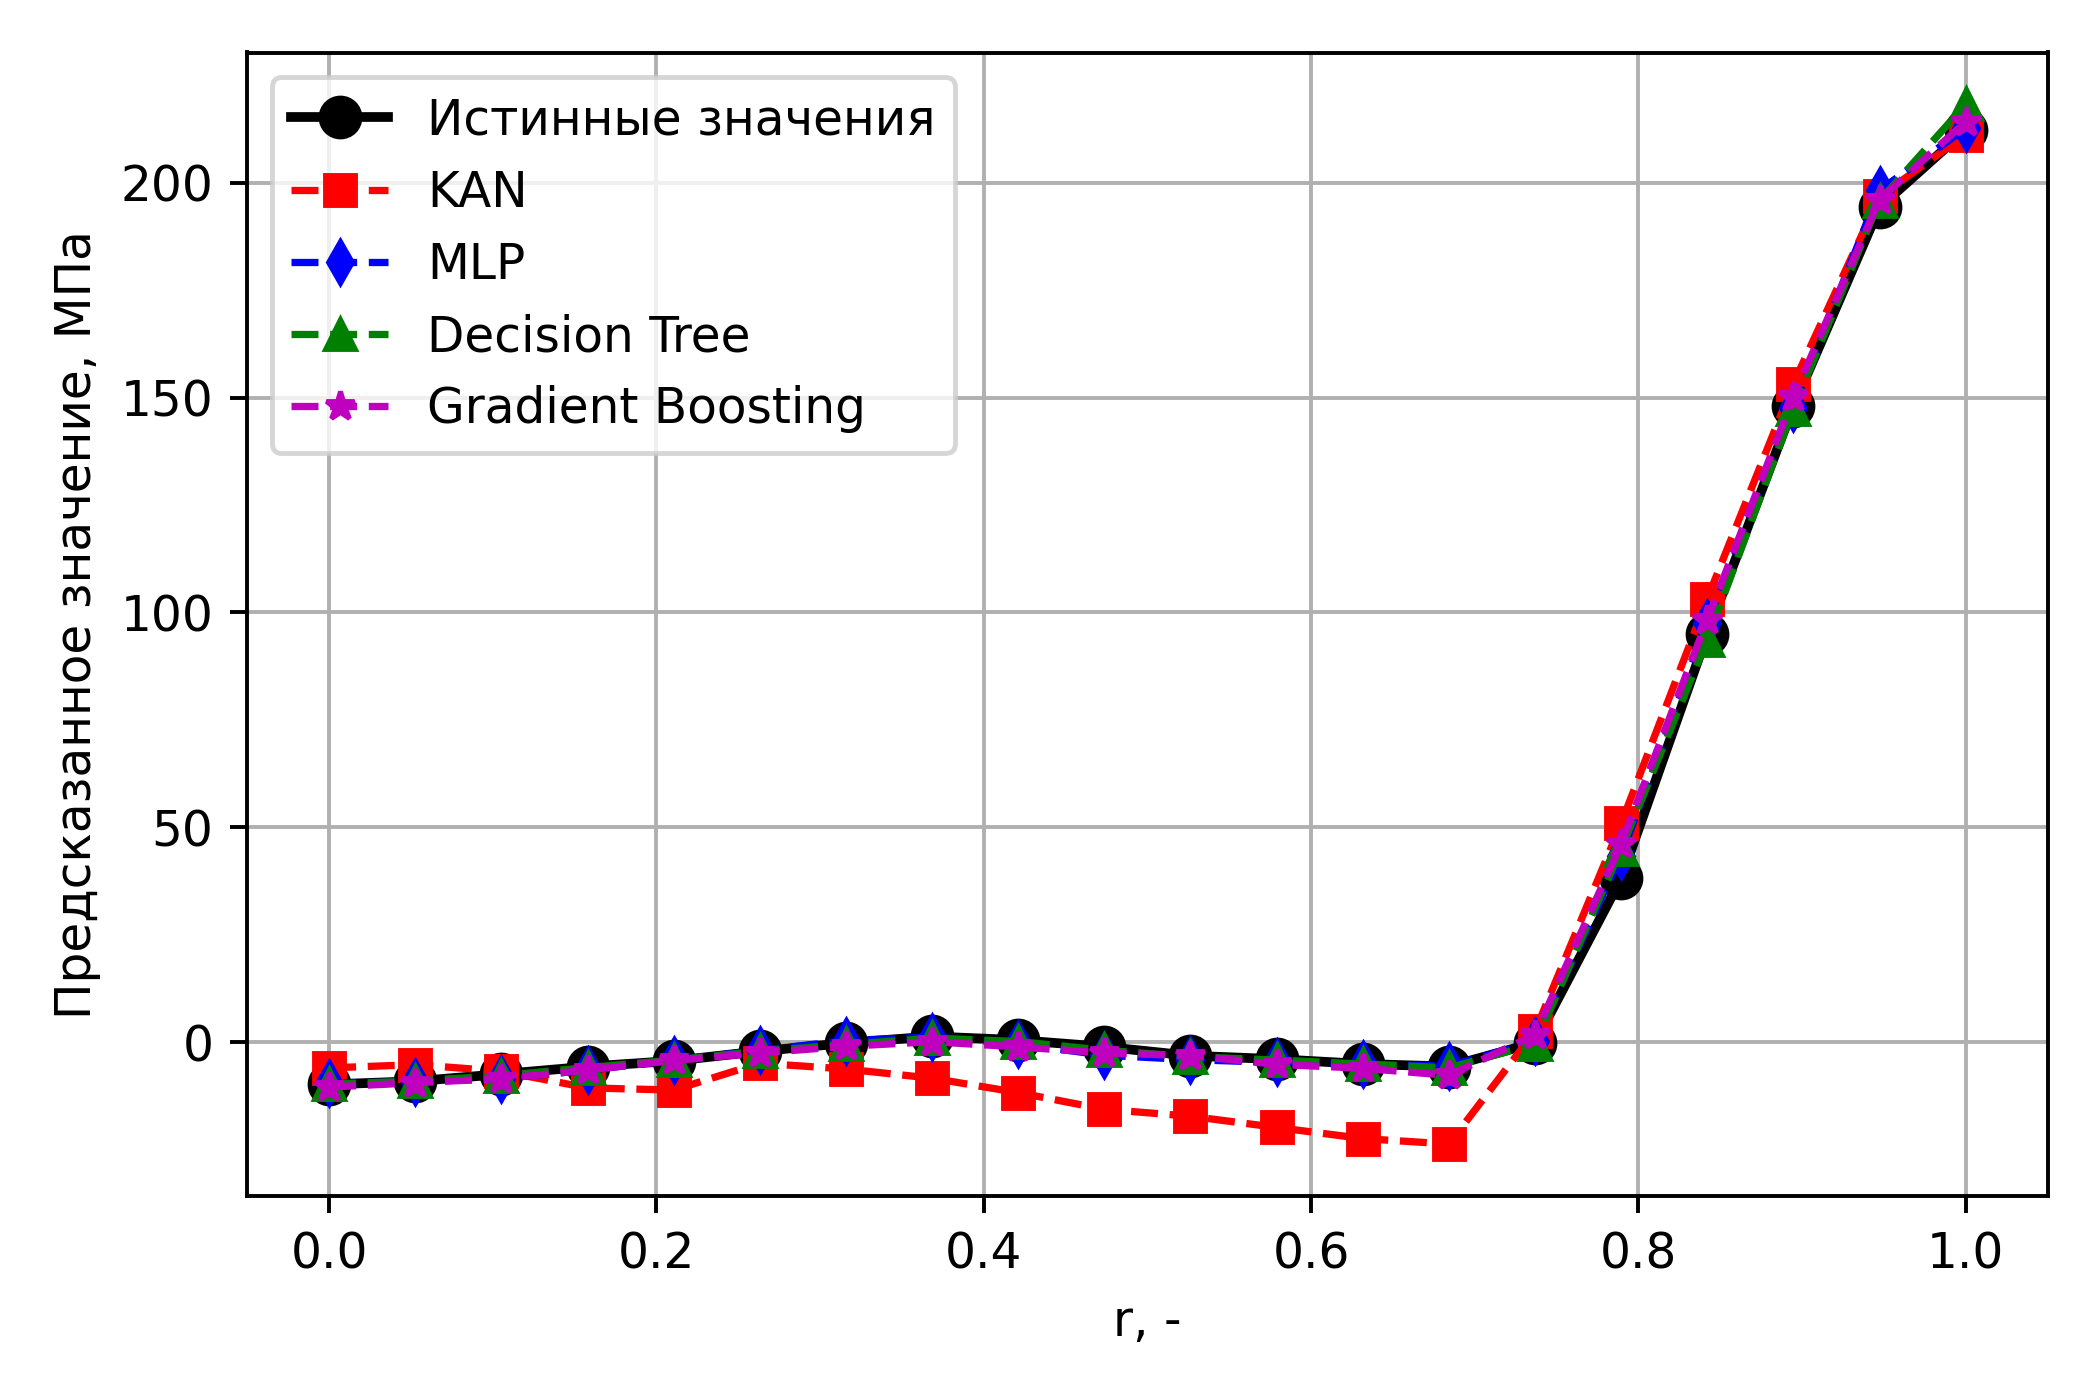 Истинные значения
KAN
MLP
Decision Tree
Gradient Boosting
Предсказанное значение, МПа
200
150
100
50
0
0.0 0.2 0.4 0.6 0.8 1.0
r, -